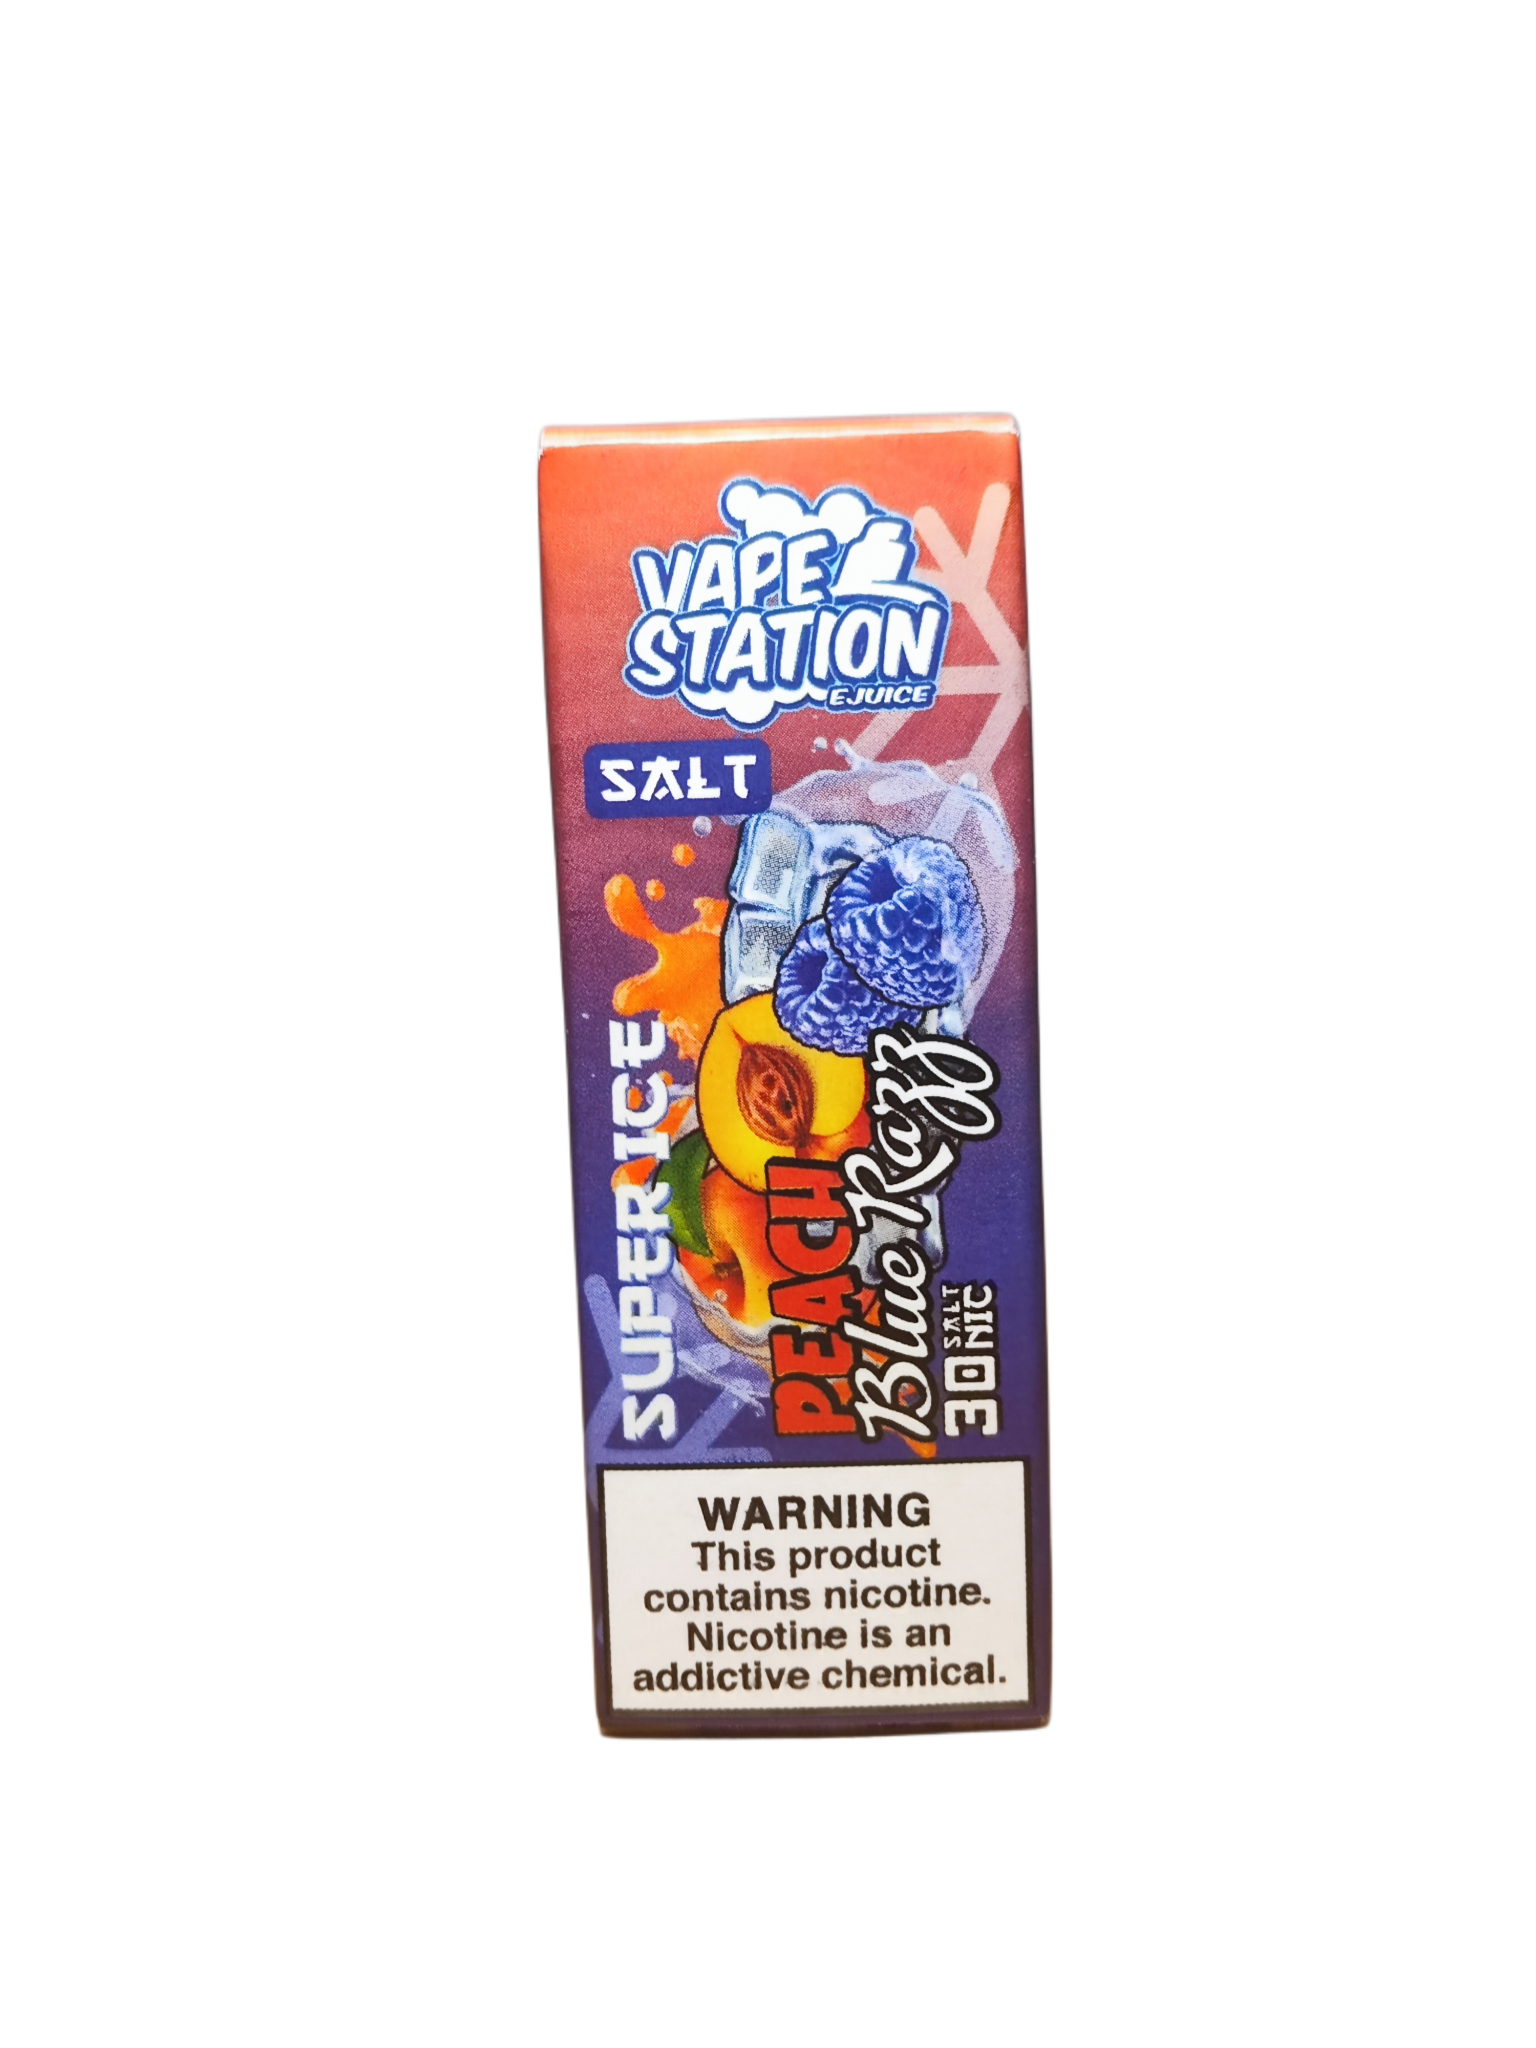 VAPE
STATION
EJUICE
SALT
SUPER ICE
PEACH
Blue Razz
30 SALT NIC
WARNING
This product
contains nicotine.
Nicotine is an
addictive chemical.